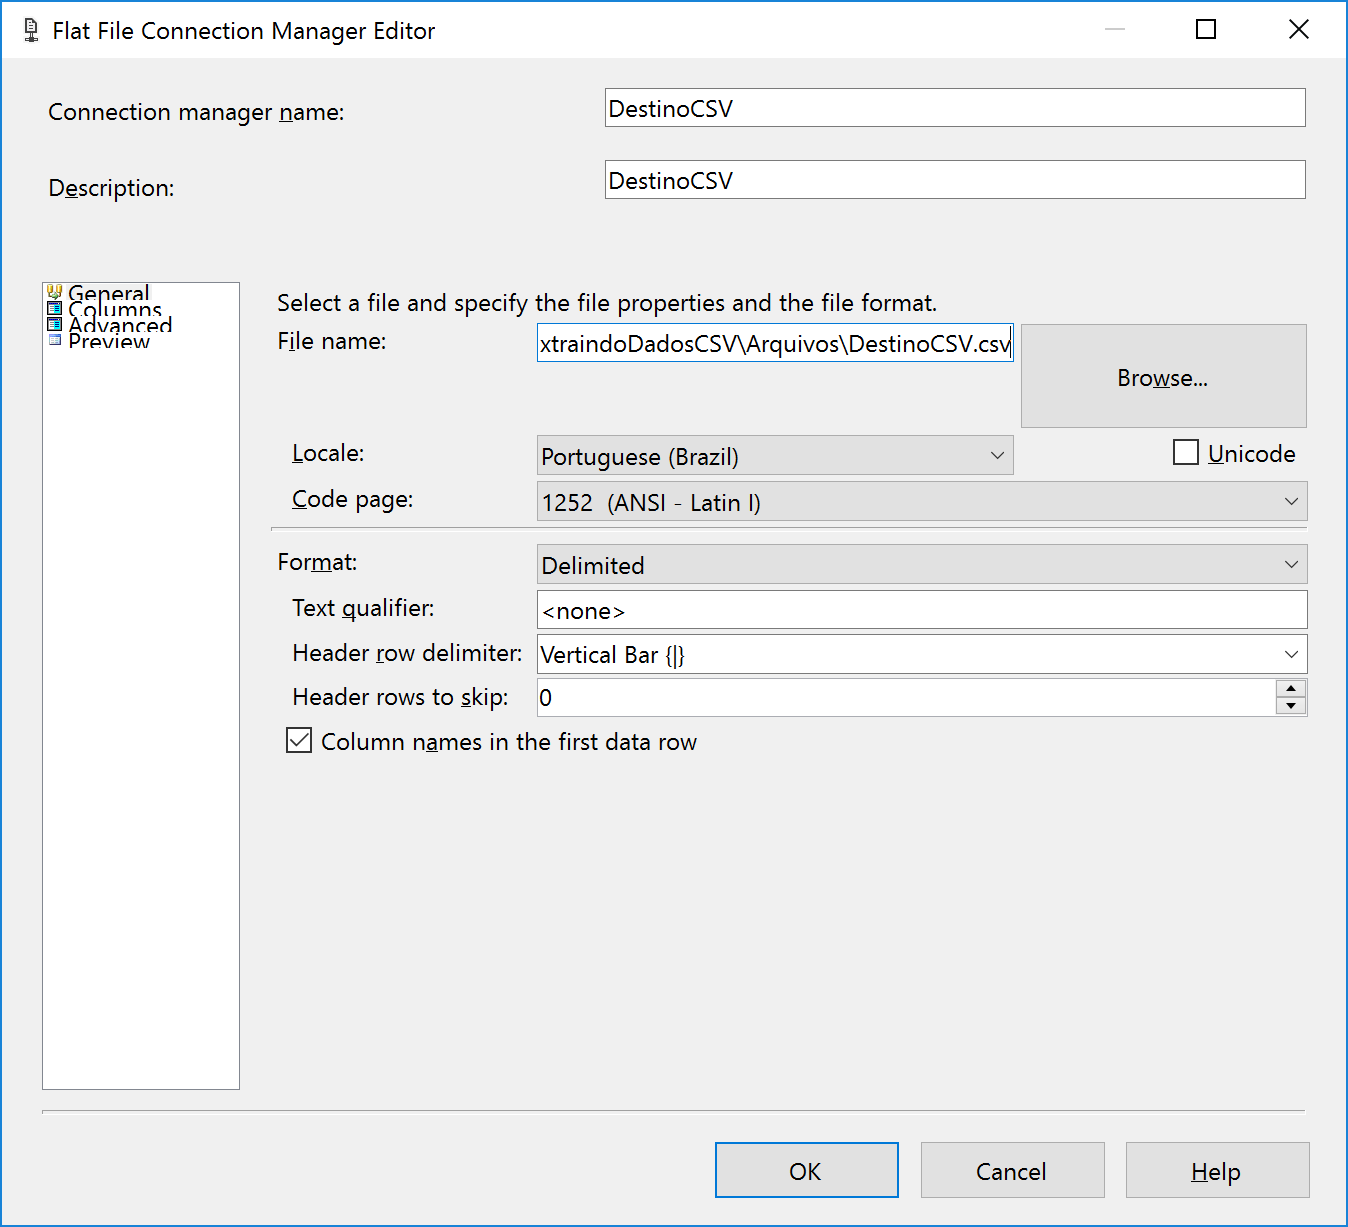 Flat File Connection Manager Editor
Connection manager name: DestinoCSV
Description: DestinoCSV
General
Columns
Advanced
Preview
Select a file and specify the file properties and the file format.
File name: xtraindoDadosCSV\Arquivos\DestinoCSV.csv Browse...
Locale: Portuguese (Brazil) Unicode
Code page: 1252 (ANSI - Latin I)
Format: Delimited
Text qualifier: <none>
Header row delimiter: Vertical Bar {|}
Header rows to skip: 0
Column names in the first data row
OK Cancel Help